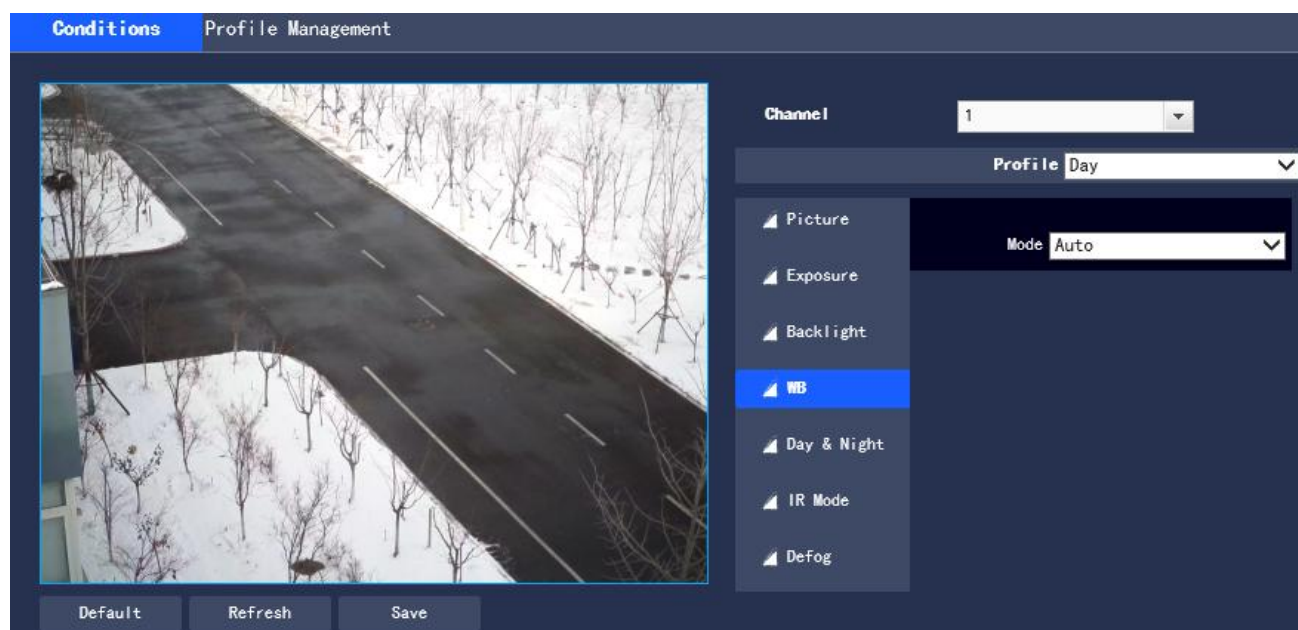 Conditions Profile Management
Channel 1
Profile Day
Picture
Mode Auto
Exposure
Backlight
WB
Day & Night
IR Mode
Defog
Default Refresh Save